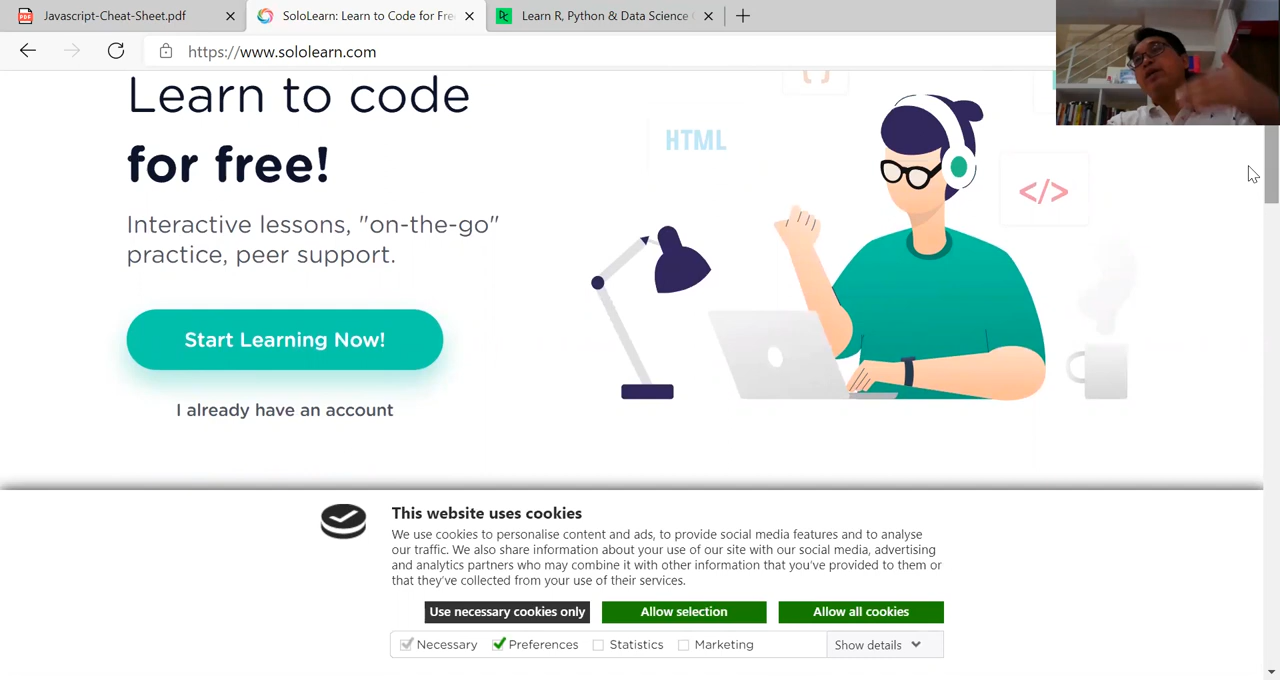 Javascript-Cheat-Sheet.pdf
SoloLearn: Learn to Code for Fre
Learn R, Python & Data Science
https://www.sololearn.com
Learn to code
for free!
Interactive lessons, "on-the-go"
practice, peer support.
Start Learning Now!
I already have an account
{ }
HTML
</>
This website uses cookies
We use cookies to personalise content and ads, to provide social media features and to analyse
our traffic. We also share information about your use of our site with our social media, advertising
and analytics partners who may combine it with other information that you've provided to them or
that they've collected from your use of their services.
Use necessary cookies only
Allow selection
Allow all cookies
Necessary
Preferences
Statistics
Marketing
Show details